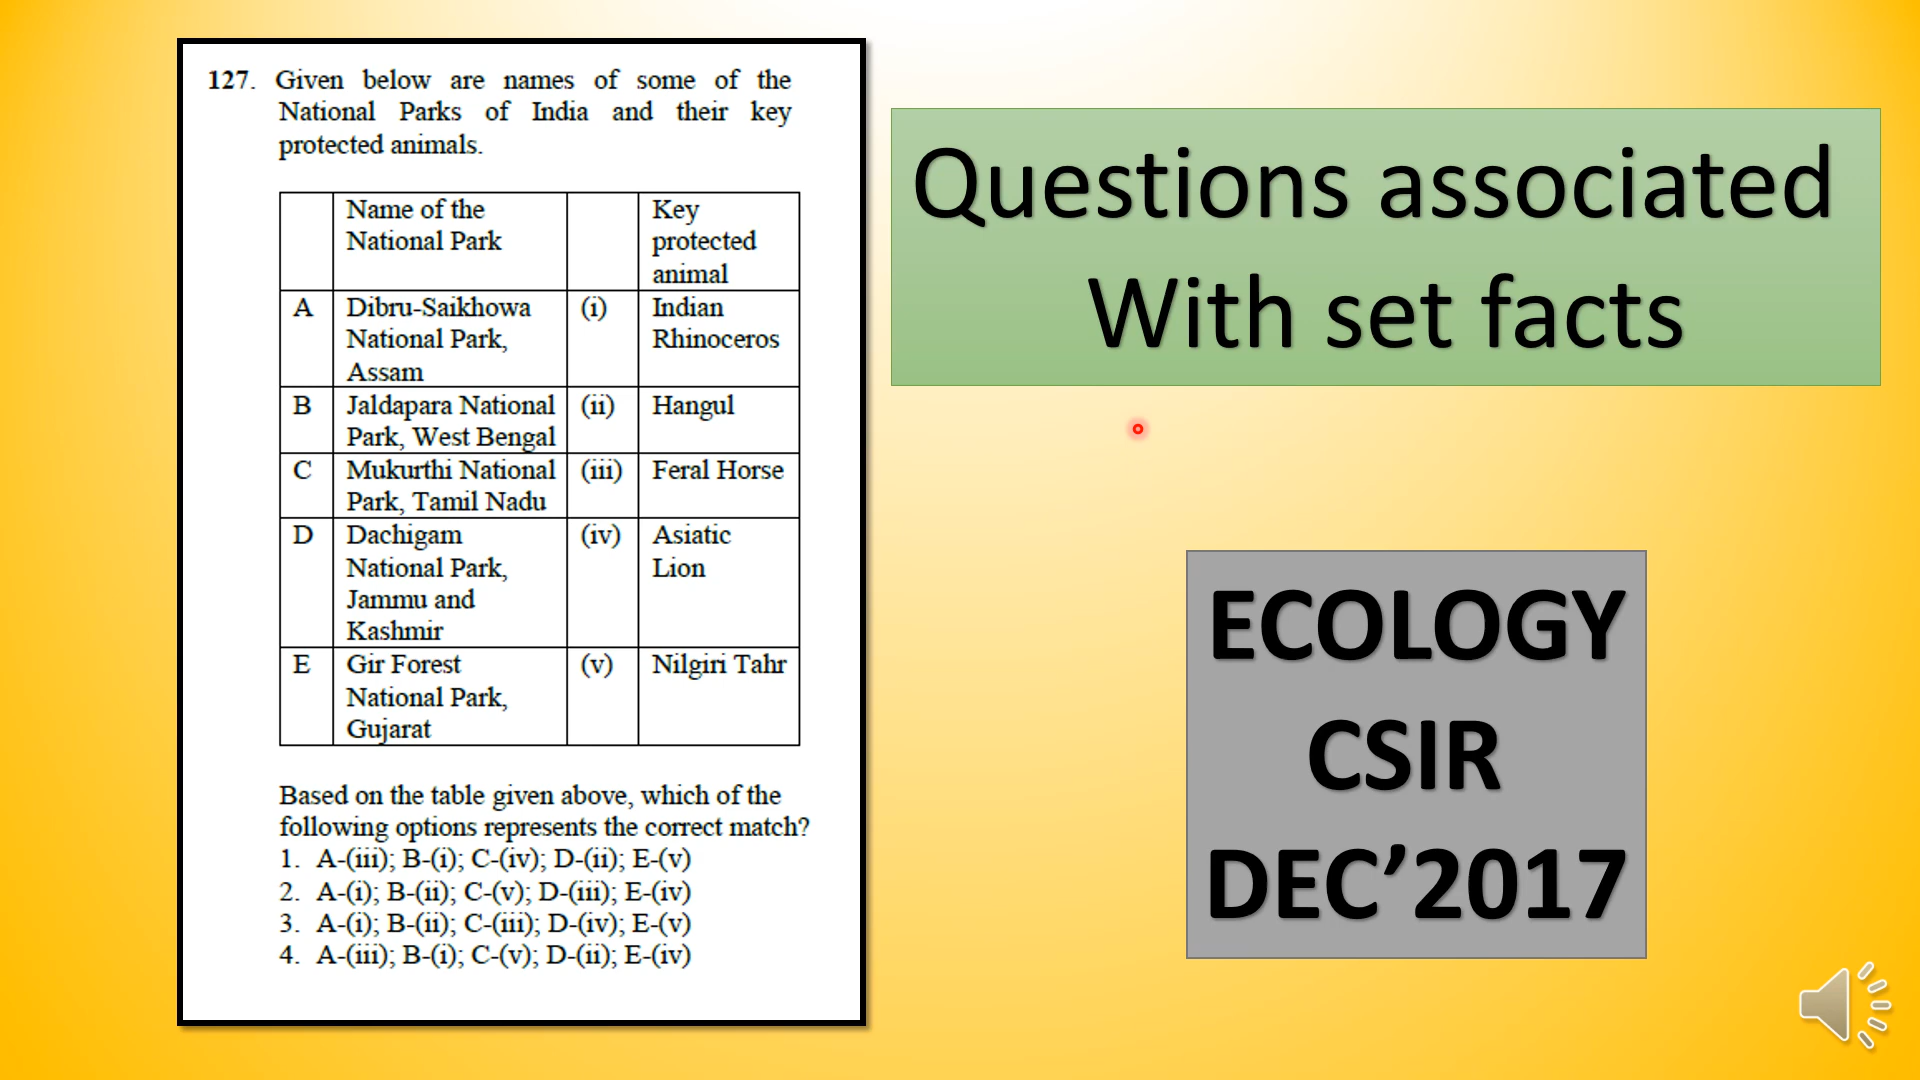 127. Given below are names of some of the
National Parks of India and their key
protected animals.
Name of the
National Park
Key
protected
animal
A
Dibru-Saikhowa
National Park,
Assam
(i)
Indian
Rhinoceros
B
Jaldapara National
Park, West Bengal
(ii)
Hangul
C
Mukurthi National
Park, Tamil Nadu
(iii)
Feral Horse
D
Dachigam
National Park,
Jammu and
Kashmir
(iv)
Asiatic
Lion
E
Gir Forest
National Park,
Gujarat
(v)
Nilgiri Tahr
Based on the table given above, which of the
following options represents the correct match?
1. A-(iii); B-(i); C-(iv); D-(ii); E-(v)
2. A-(i); B-(ii); C-(v); D-(iii); E-(iv)
3. A-(i); B-(ii); C-(iii); D-(iv); E-(v)
4. A-(iii); B-(i); C-(v); D-(ii); E-(iv)
Questions associated
With set facts
ECOLOGY
CSIR
DEC’2017